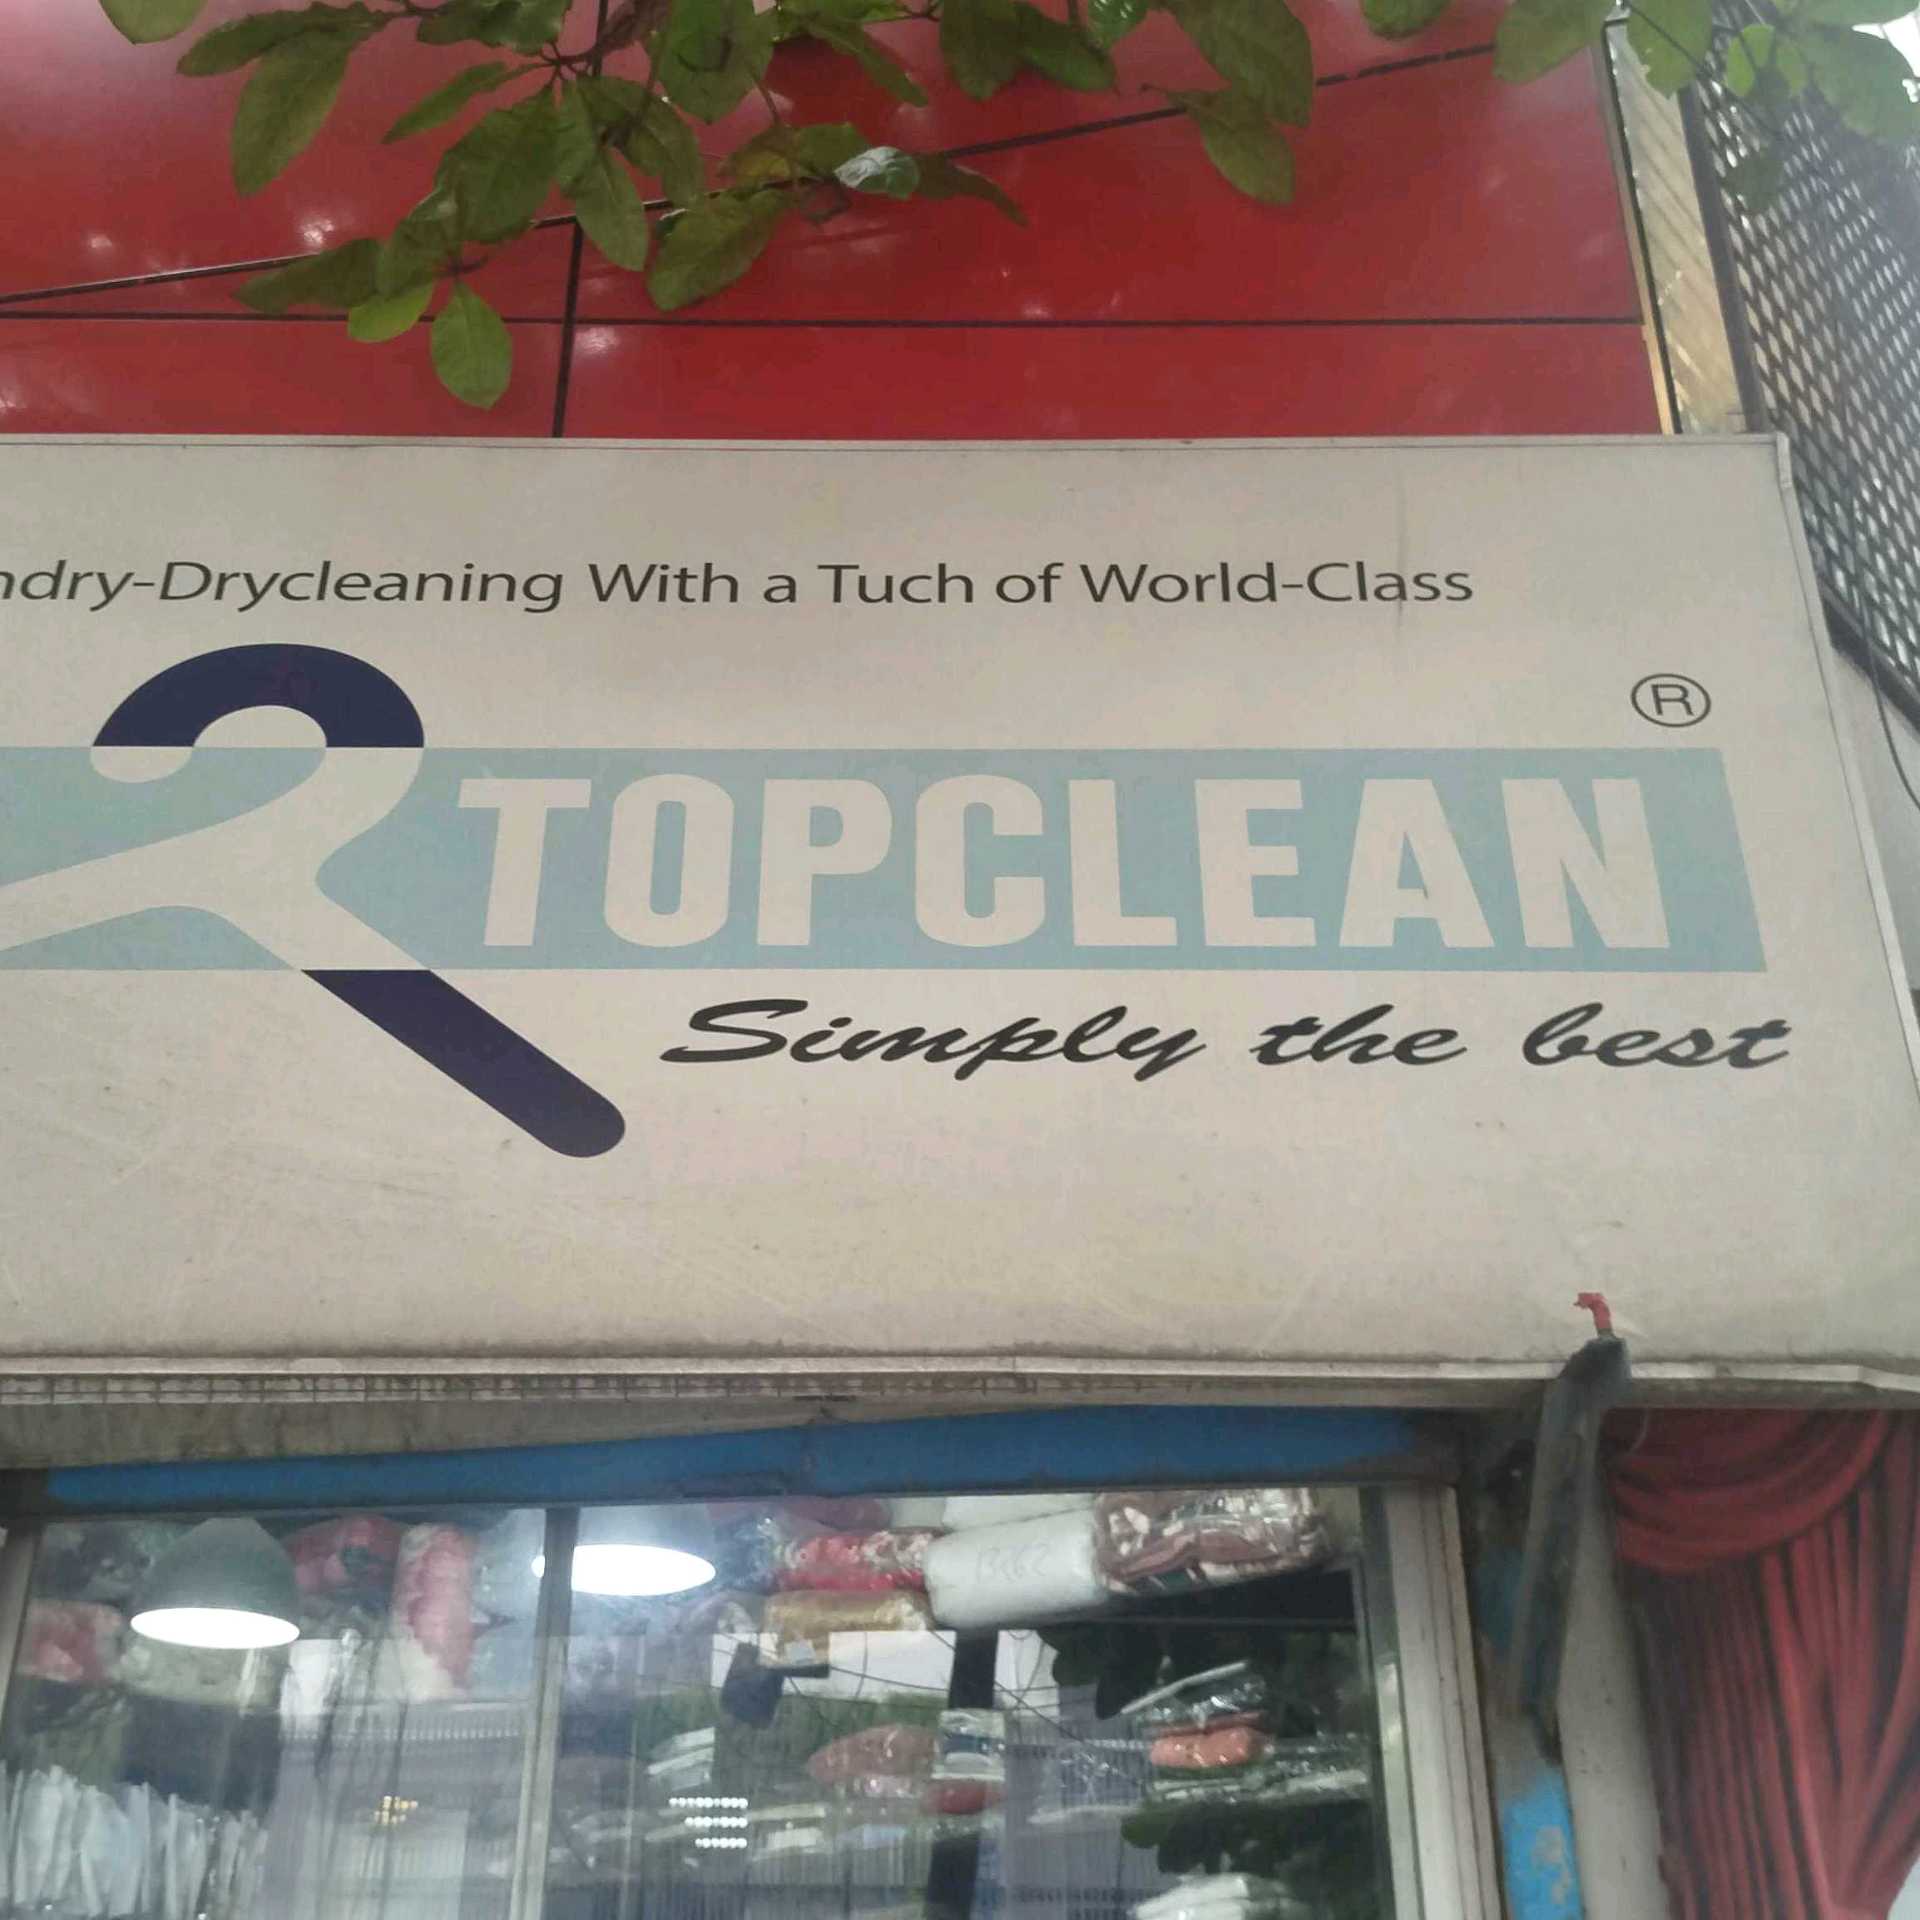 ndry-Drycleaning With a Tuch of World-Class
®
TOPCLEAN
Simply the best